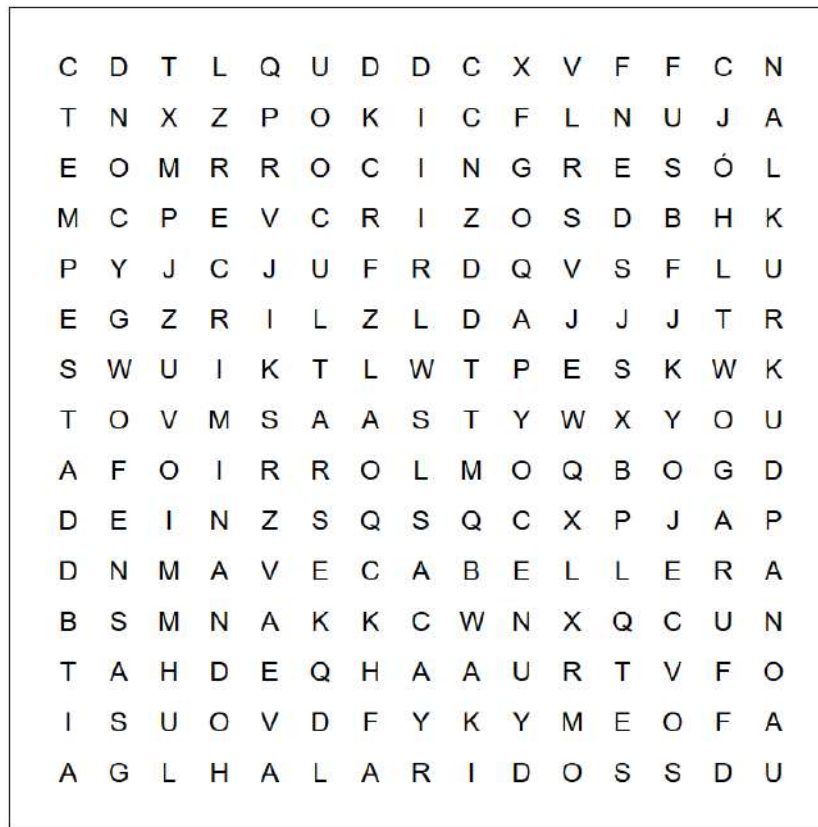 C D T L Q U D D C X V F F C N
T N X Z P O K I C F L N U J A
E O M R R O C I N G R E S Ó L
M C P E V C R I Z O S D B H K
P Y J C J U F R D Q V S F L U
E G Z R I L Z L D A J J J T R
S W U I K T L W T P E S K W K
T O V M S A A S T Y W X Y O U
A F O I R R O L M O Q B O G D
D E I N Z S Q S Q C X P J A P
D N M A V E C A B E L L E R A
B S M N A K K C W N X Q C U N
T A H D E Q H A A U R T V F O
I S U O V D F Y K Y M E O F A
A G L H A L A R I D O S S D U